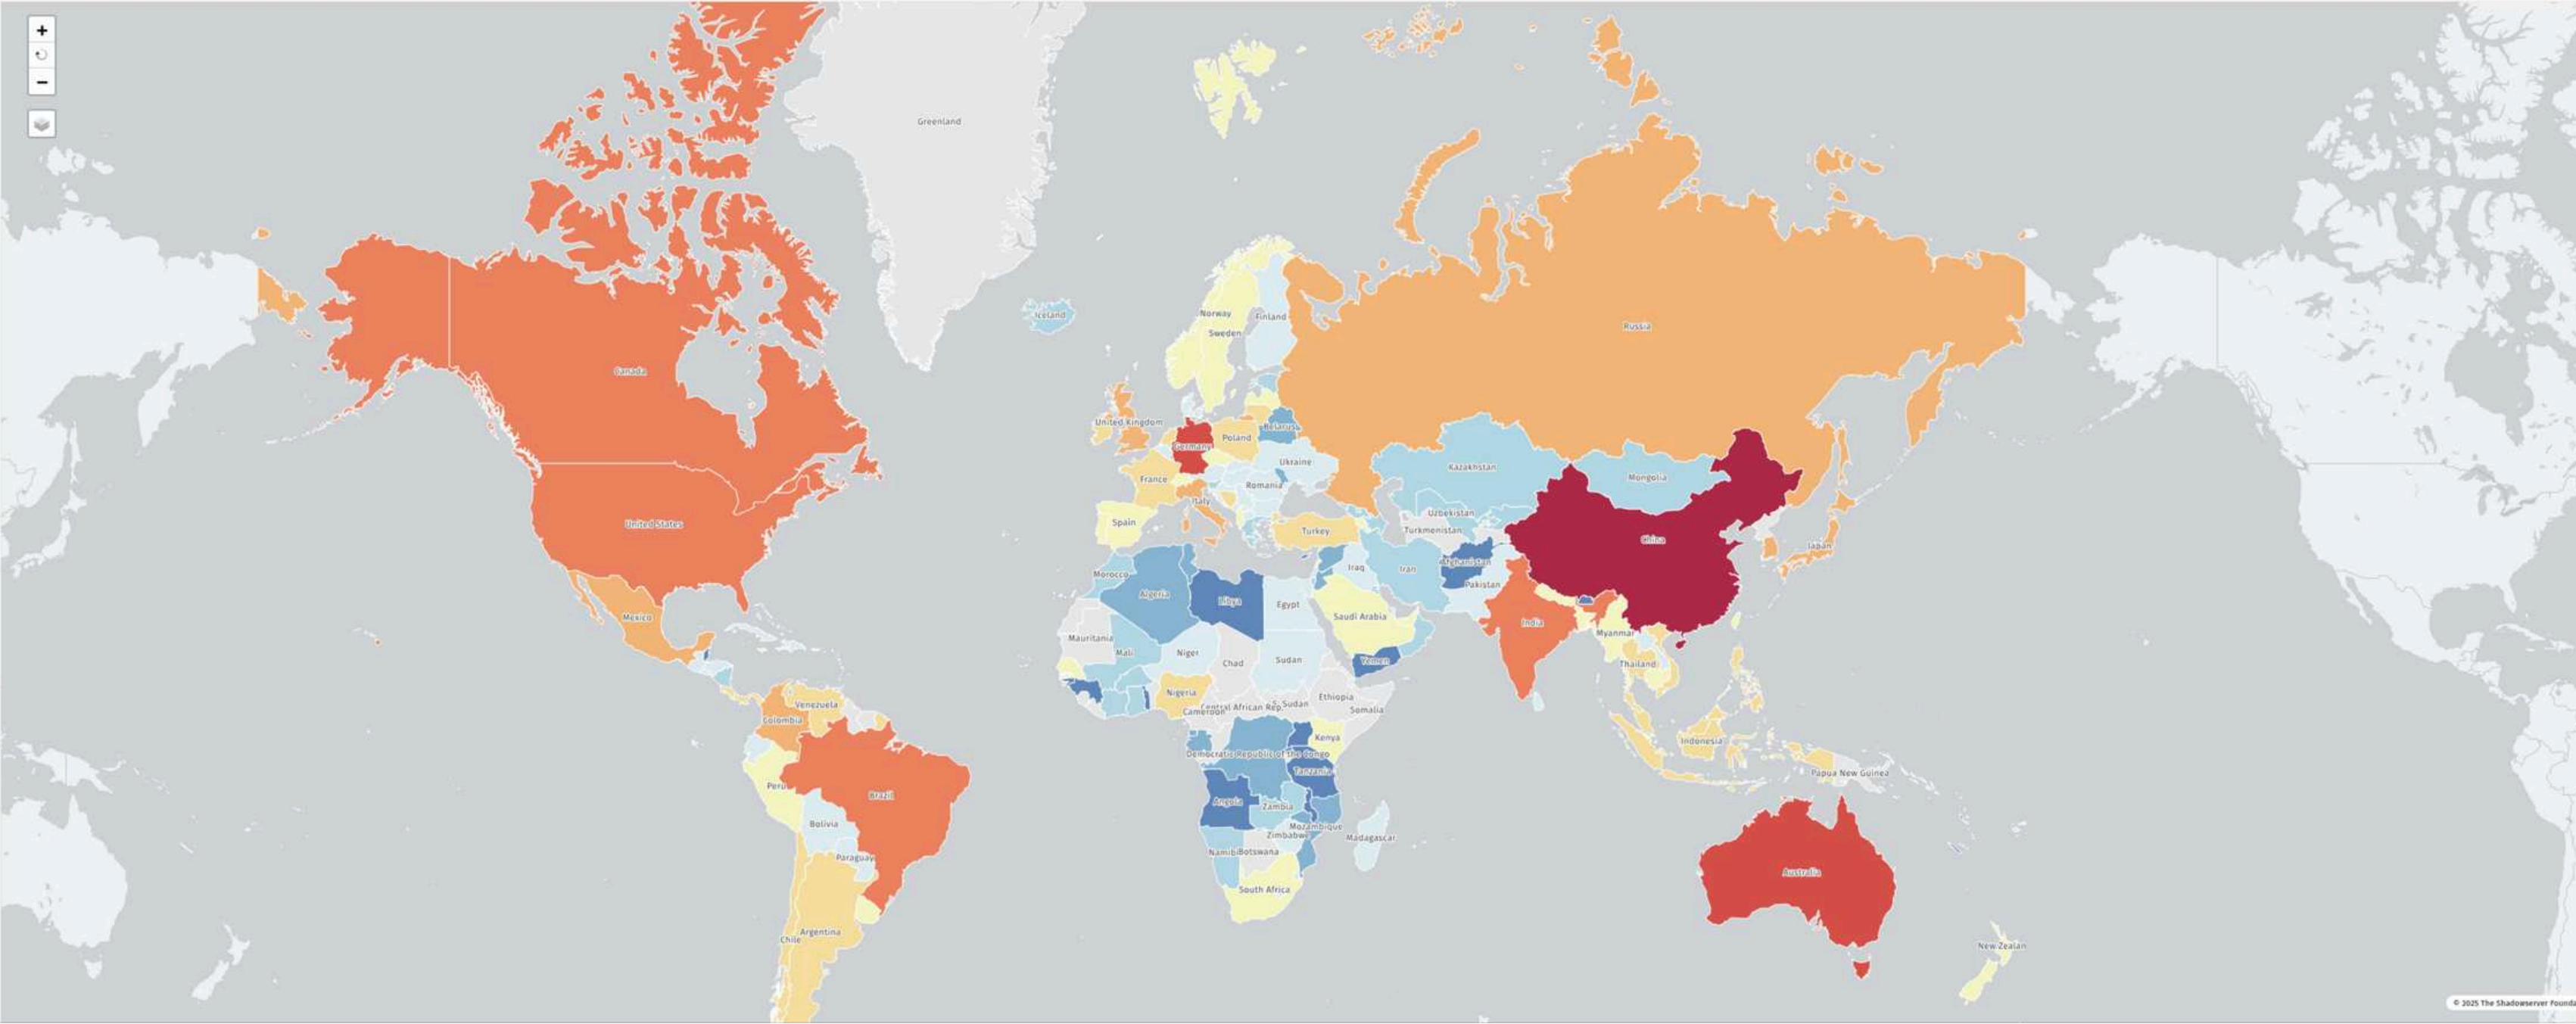 +
−
Greenland
Iceland
Norway
Finland
Sweden
Russia
Canada
United Kingdom
Belarus
Poland
Germany
Ukraine
Kazakhstan
Mongolia
France
Romania
Italy
United States
Spain
Turkey
Uzbekistan
Turkmenistan
China
Japan
Morocco
Algeria
Libya
Egypt
Iraq
Iran
Afghanistan
Pakistan
Mexico
Saudi Arabia
India
Myanmar
Mauritania
Mali
Niger
Chad
Sudan
Yemen
Thailand
Nigeria
Ethiopia
Venezuela
Central African Rep.
S. Sudan
Cameroon
Somalia
Colombia
Kenya
Indonesia
Democratic Republic of the Congo
Tanzania
Papua New Guinea
Peru
Brazil
Angola
Zambia
Bolivia
Mozambique
Zimbabwe
Madagascar
Paraguay
Namibi
Botswana
Australia
South Africa
Argentina
Chile
New Zealan
© 2025 The Shadowserver Founda